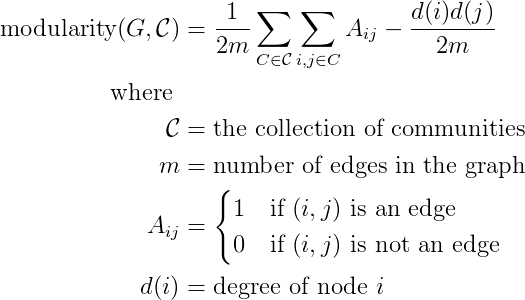 modularity(G, 𝒞) = 1/2m ∑_{C∈𝒞} ∑_{i,j∈C} A_{ij} − d(i)d(j)/2m
where
𝒞 = the collection of communities
m = number of edges in the graph
A_{ij} = { 1 if (i, j) is an edge
0 if (i, j) is not an edge
d(i) = degree of node i